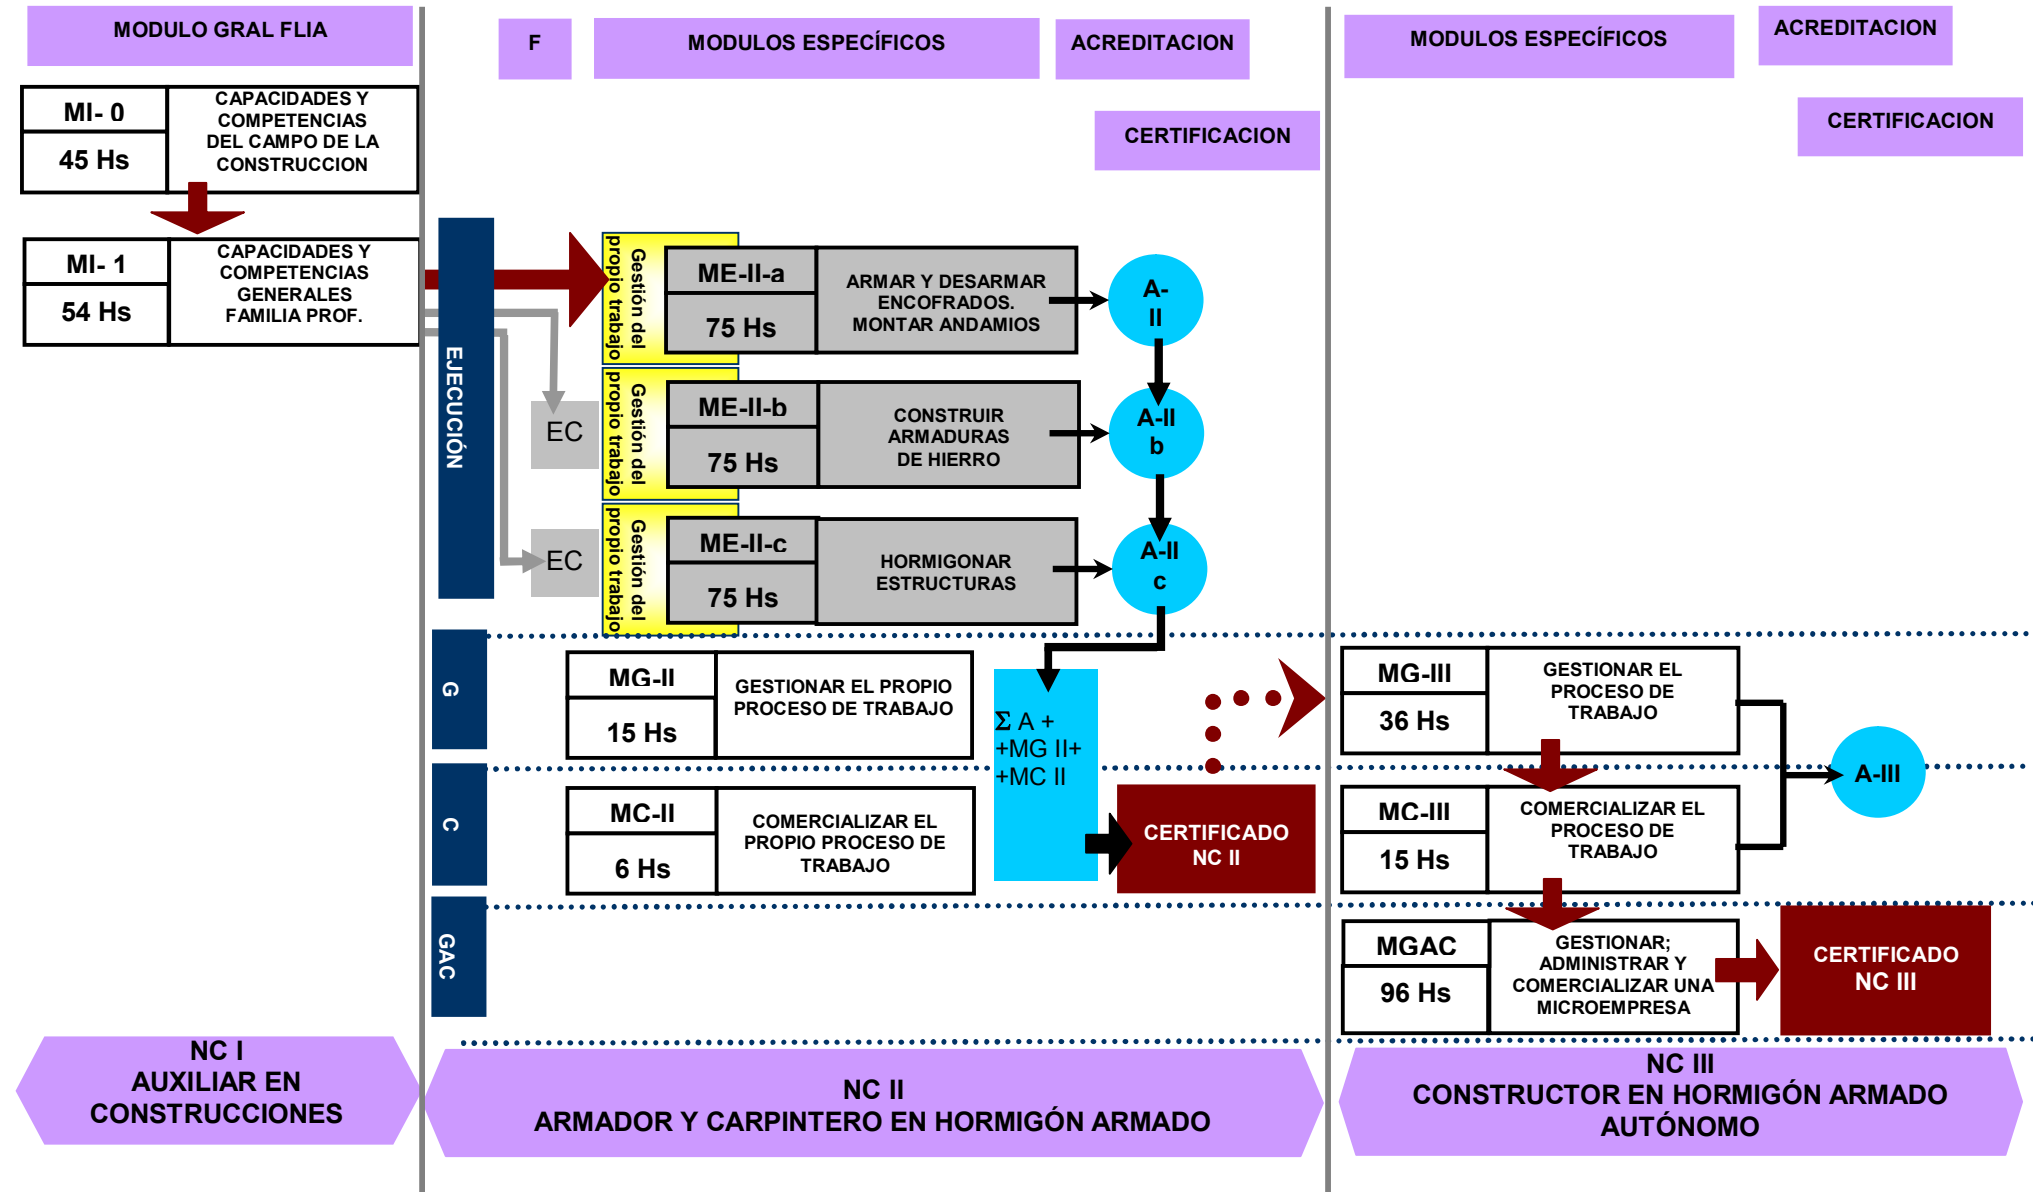 MODULO GRAL FLIA
F
MODULOS ESPECÍFICOS
ACREDITACION
MODULOS ESPECÍFICOS
ACREDITACION
CERTIFICACION
CERTIFICACION
MI- 0
45 Hs
CAPACIDADES Y
COMPETENCIAS
DEL CAMPO DE LA
CONSTRUCCION
MI- 1
54 Hs
CAPACIDADES Y
COMPETENCIAS
GENERALES
FAMILIA PROF.
EJECUCIÓN
EC
EC
Gestión del
propio trabajo
ME-II-a
75 Hs
ARMAR Y DESARMAR
ENCOFRADOS.
MONTAR ANDAMIOS
A-
II
Gestión del
propio trabajo
ME-II-b
75 Hs
CONSTRUIR
ARMADURAS
DE HIERRO
A-II
b
Gestión del
propio trabajo
ME-II-c
75 Hs
HORMIGONAR
ESTRUCTURAS
A-II
c
G
MG-II
15 Hs
GESTIONAR EL PROPIO
PROCESO DE TRABAJO
Σ A +
+MG II+
+MC II
C
MC-II
6 Hs
COMERCIALIZAR EL
PROPIO PROCESO DE
TRABAJO
CERTIFICADO
NC II
GAC
MG-III
36 Hs
GESTIONAR EL
PROCESO DE
TRABAJO
MC-III
15 Hs
COMERCIALIZAR EL
PROCESO DE
TRABAJO
A-III
MGAC
96 Hs
GESTIONAR;
ADMINISTRAR Y
COMERCIALIZAR UNA
MICROEMPRESA
CERTIFICADO
NC III
NC I
AUXILIAR EN
CONSTRUCCIONES
NC II
ARMADOR Y CARPINTERO EN HORMIGÓN ARMADO
NC III
CONSTRUCTOR EN HORMIGÓN ARMADO
AUTÓNOMO